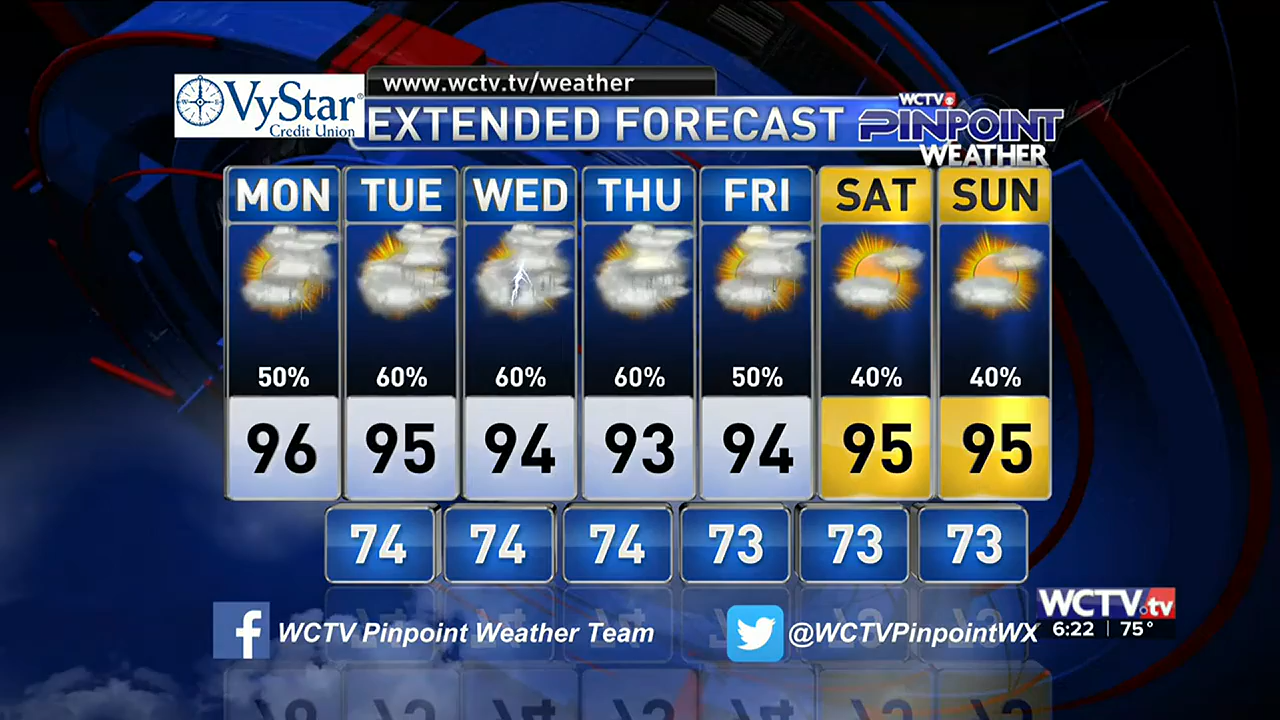 www.wctv.tv/weather
VyStar®
Credit Union
EXTENDED FORECAST
WCTV
PINPOINT
WEATHER
MON TUE WED THU FRI SAT SUN
50% 60% 60% 60% 50% 40% 40%
96 95 94 93 94 95 95
74 74 74 73 73 73
f WCTV Pinpoint Weather Team
@WCTVPinpointWX
WCTV.tv
6:22 | 75°